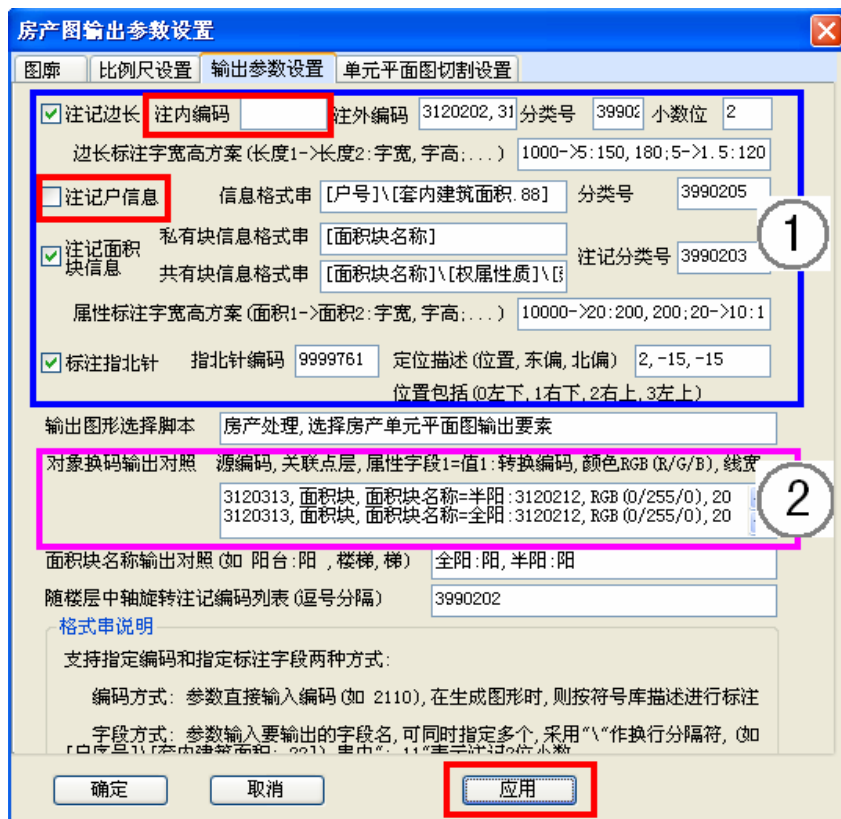 房产图输出参数设置
图廓 比例尺设置 输出参数设置 单元平面图切割设置
注记边长 注内编码 注外编码 3120202,31 分类号 3990 小数位 2
边长标注字宽高方案(长度1->长度2:字宽,字高;...) 1000->5:150,180;5->1.5:120
注记户信息 信息格式串 [户号]\[套内建筑面积.88] 分类号 3990205
1
注记面积块信息 私有块信息格式串 [面积块名称]
共有块信息格式串 [面积块名称]\[权属性质]\[ 注记分类号 3990203
属性标注字宽高方案(面积1->面积2:字宽,字高;...) 10000->20:200,200;20->10:1
标注指北针 指北针编码 9999761 定位描述(位置,东偏,北偏) 2,-15,-15
位置包括(0左下,1右下,2右上,3左上)
输出图形选择脚本 房产处理,选择房产单元平面图输出要素
对象换码输出对照 源编码,关联点层,属性字段1=值1:转换编码,颜色RGB(R/G/B),线宽
3120313,面积块,面积块名称=半阳:3120212,RGB(0/255/0),20
2
3120313,面积块,面积块名称=全阳:3120212,RGB(0/255/0),20
面积块名称输出对照(如 阳台:阳 ,楼梯,梯) 全阳:阳,半阳:阳
随楼层中轴旋转注记编码列表(逗号分隔) 3990202
格式串说明
支持指定编码和指定标注字段两种方式:
编码方式: 参数直接输入编码(如 2110),在生成图形时,则按符号库描述进行标注
字段方式: 参数输入要输出的字段名,可同时指定多个,采用"\"作换行分隔符, (如
确定 取消 应用